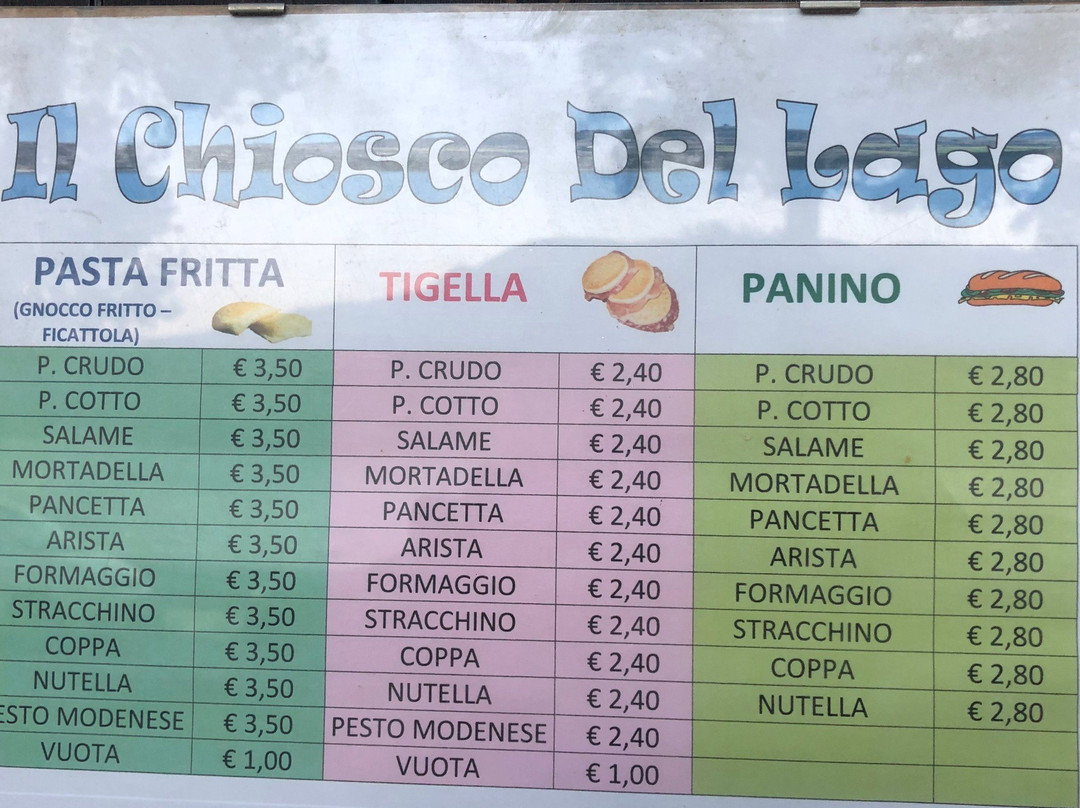 Il Chiosco Del Lago
PASTA FRITTA
(GNOCCO FRITTO –
FICATTOLA)
P. CRUDO € 3,50
P. COTTO € 3,50
SALAME € 3,50
MORTADELLA € 3,50
PANCETTA € 3,50
ARISTA € 3,50
FORMAGGIO € 3,50
STRACCHINO € 3,50
COPPA € 3,50
NUTELLA € 3,50
ESTO MODENESE € 3,50
VUOTA € 1,00
TIGELLA
P. CRUDO € 2,40
P. COTTO € 2,40
SALAME € 2,40
MORTADELLA € 2,40
PANCETTA € 2,40
ARISTA € 2,40
FORMAGGIO € 2,40
STRACCHINO € 2,40
COPPA € 2,40
NUTELLA € 2,40
PESTO MODENESE € 2,40
VUOTA € 1,00
PANINO
P. CRUDO € 2,80
P. COTTO € 2,80
SALAME € 2,80
MORTADELLA € 2,80
PANCETTA € 2,80
ARISTA € 2,80
FORMAGGIO € 2,80
STRACCHINO € 2,80
COPPA € 2,80
NUTELLA € 2,80